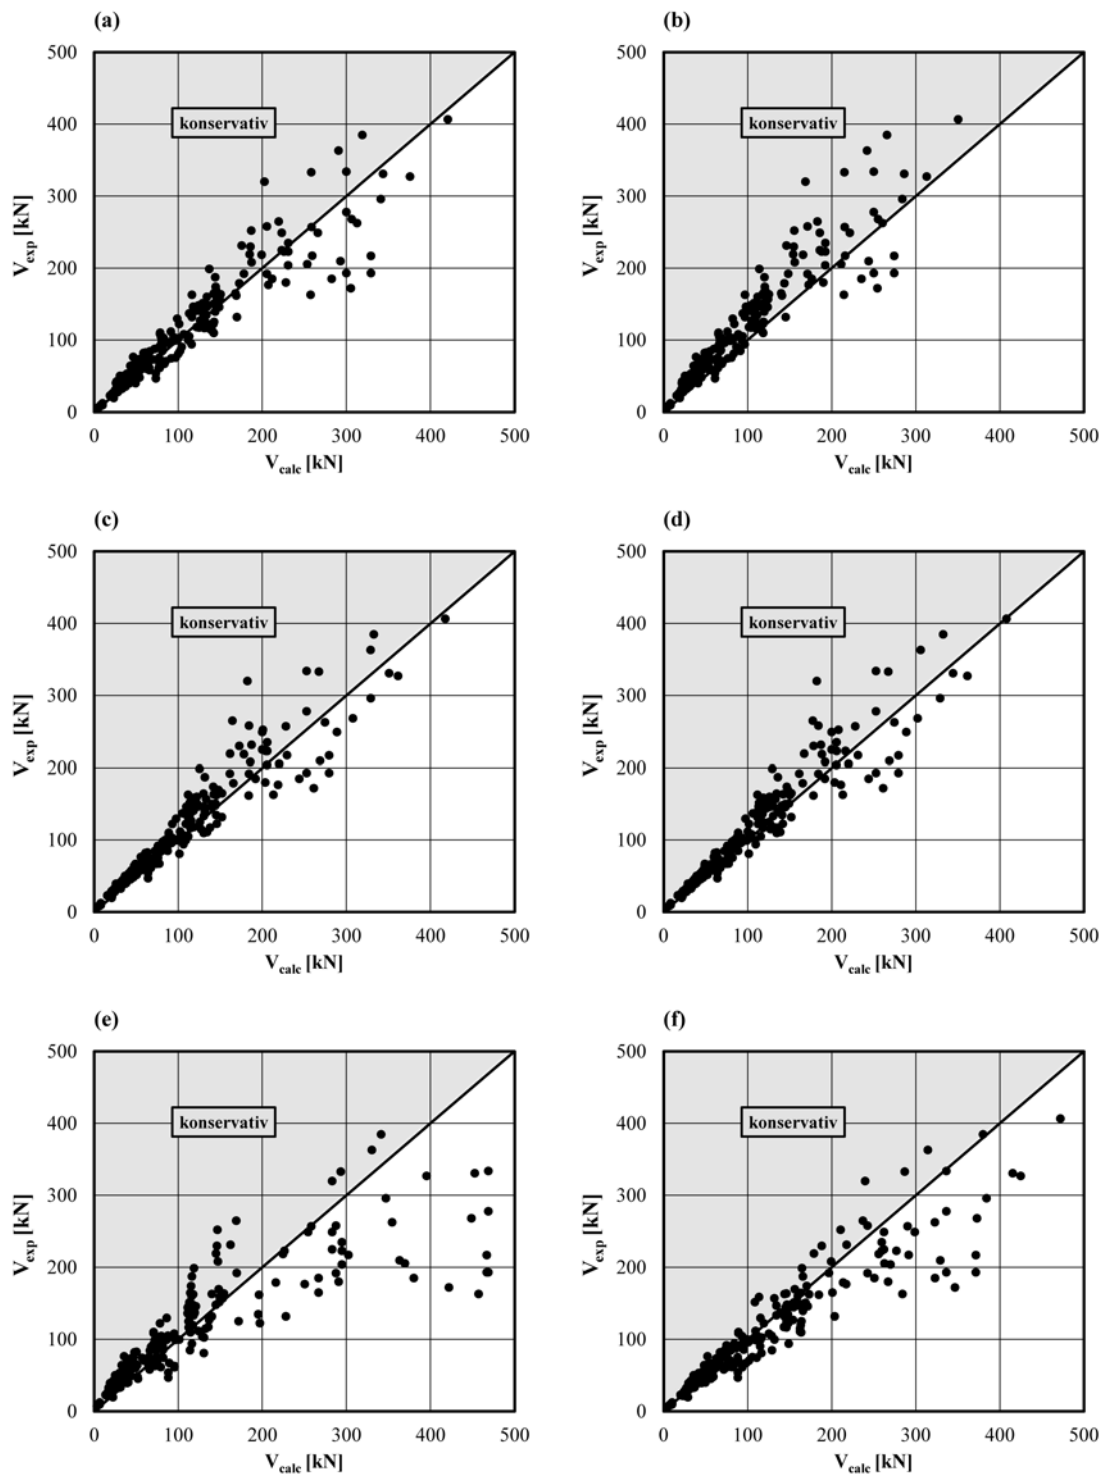 (a) (b)
500 500
konservativ konservativ
400 400
300 300
V_exp [kN] V_exp [kN]
200 200
100 100
0 0
0 100 200 300 400 500 0 100 200 300 400 500
V_calc [kN] V_calc [kN]
(c) (d)
500 500
konservativ konservativ
400 400
300 300
V_exp [kN] V_exp [kN]
200 200
100 100
0 0
0 100 200 300 400 500 0 100 200 300 400 500
V_calc [kN] V_calc [kN]
(e) (f)
500 500
konservativ konservativ
400 400
300 300
V_exp [kN] V_exp [kN]
200 200
100 100
0 0
0 100 200 300 400 500 0 100 200 300 400 500
V_calc [kN] V_calc [kN]